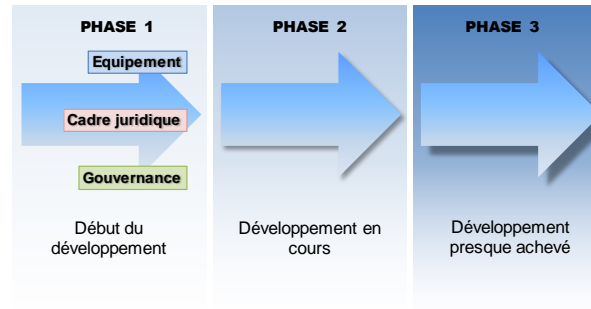 PHASE 1
Equipement
Cadre juridique
Gouvernance
Début du
développement
PHASE 2
Développement en
cours
PHASE 3
Développement
presque achevé